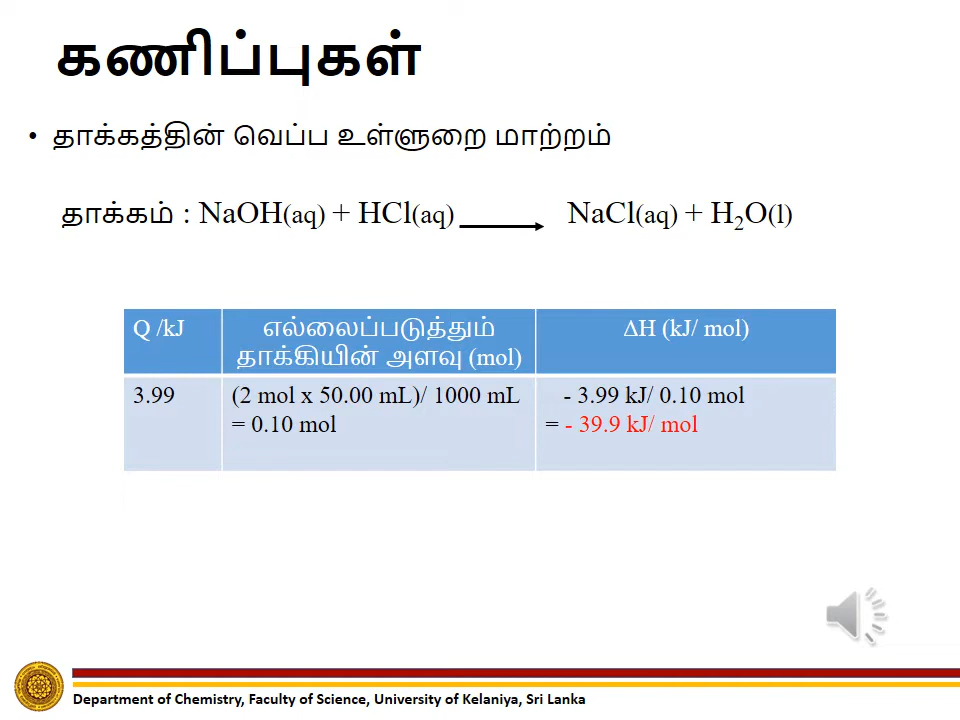 கணிப்புகள்
• தாக்கத்தின் வெப்ப உள்ளுறை மாற்றம்
தாக்கம் : NaOH(aq) + HCl(aq) ⟶ NaCl(aq) + H₂O(l)
Q /kJ
எல்லைப்படுத்தும்
தாக்கியின் அளவு (mol)
ΔH (kJ/ mol)
3.99
(2 mol x 50.00 mL)/ 1000 mL
= 0.10 mol
- 3.99 kJ/ 0.10 mol
= - 39.9 kJ/ mol
Department of Chemistry, Faculty of Science, University of Kelaniya, Sri Lanka